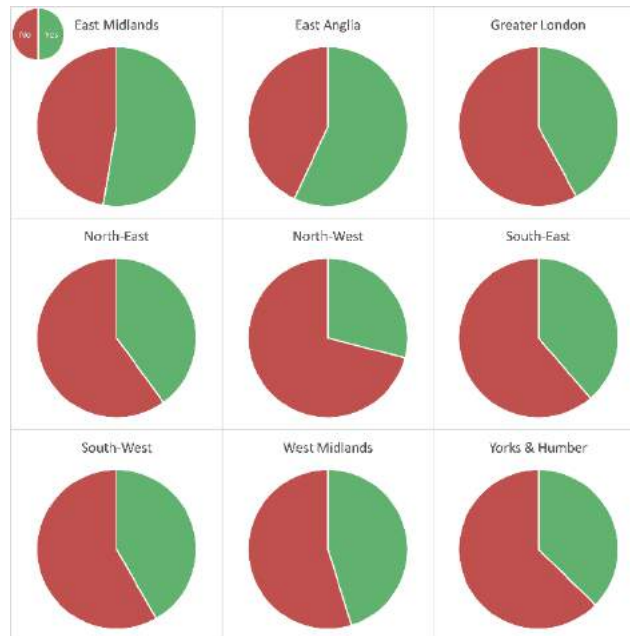 No Yes
East Midlands
East Anglia
Greater London
North-East
North-West
South-East
South-West
West Midlands
Yorks & Humber